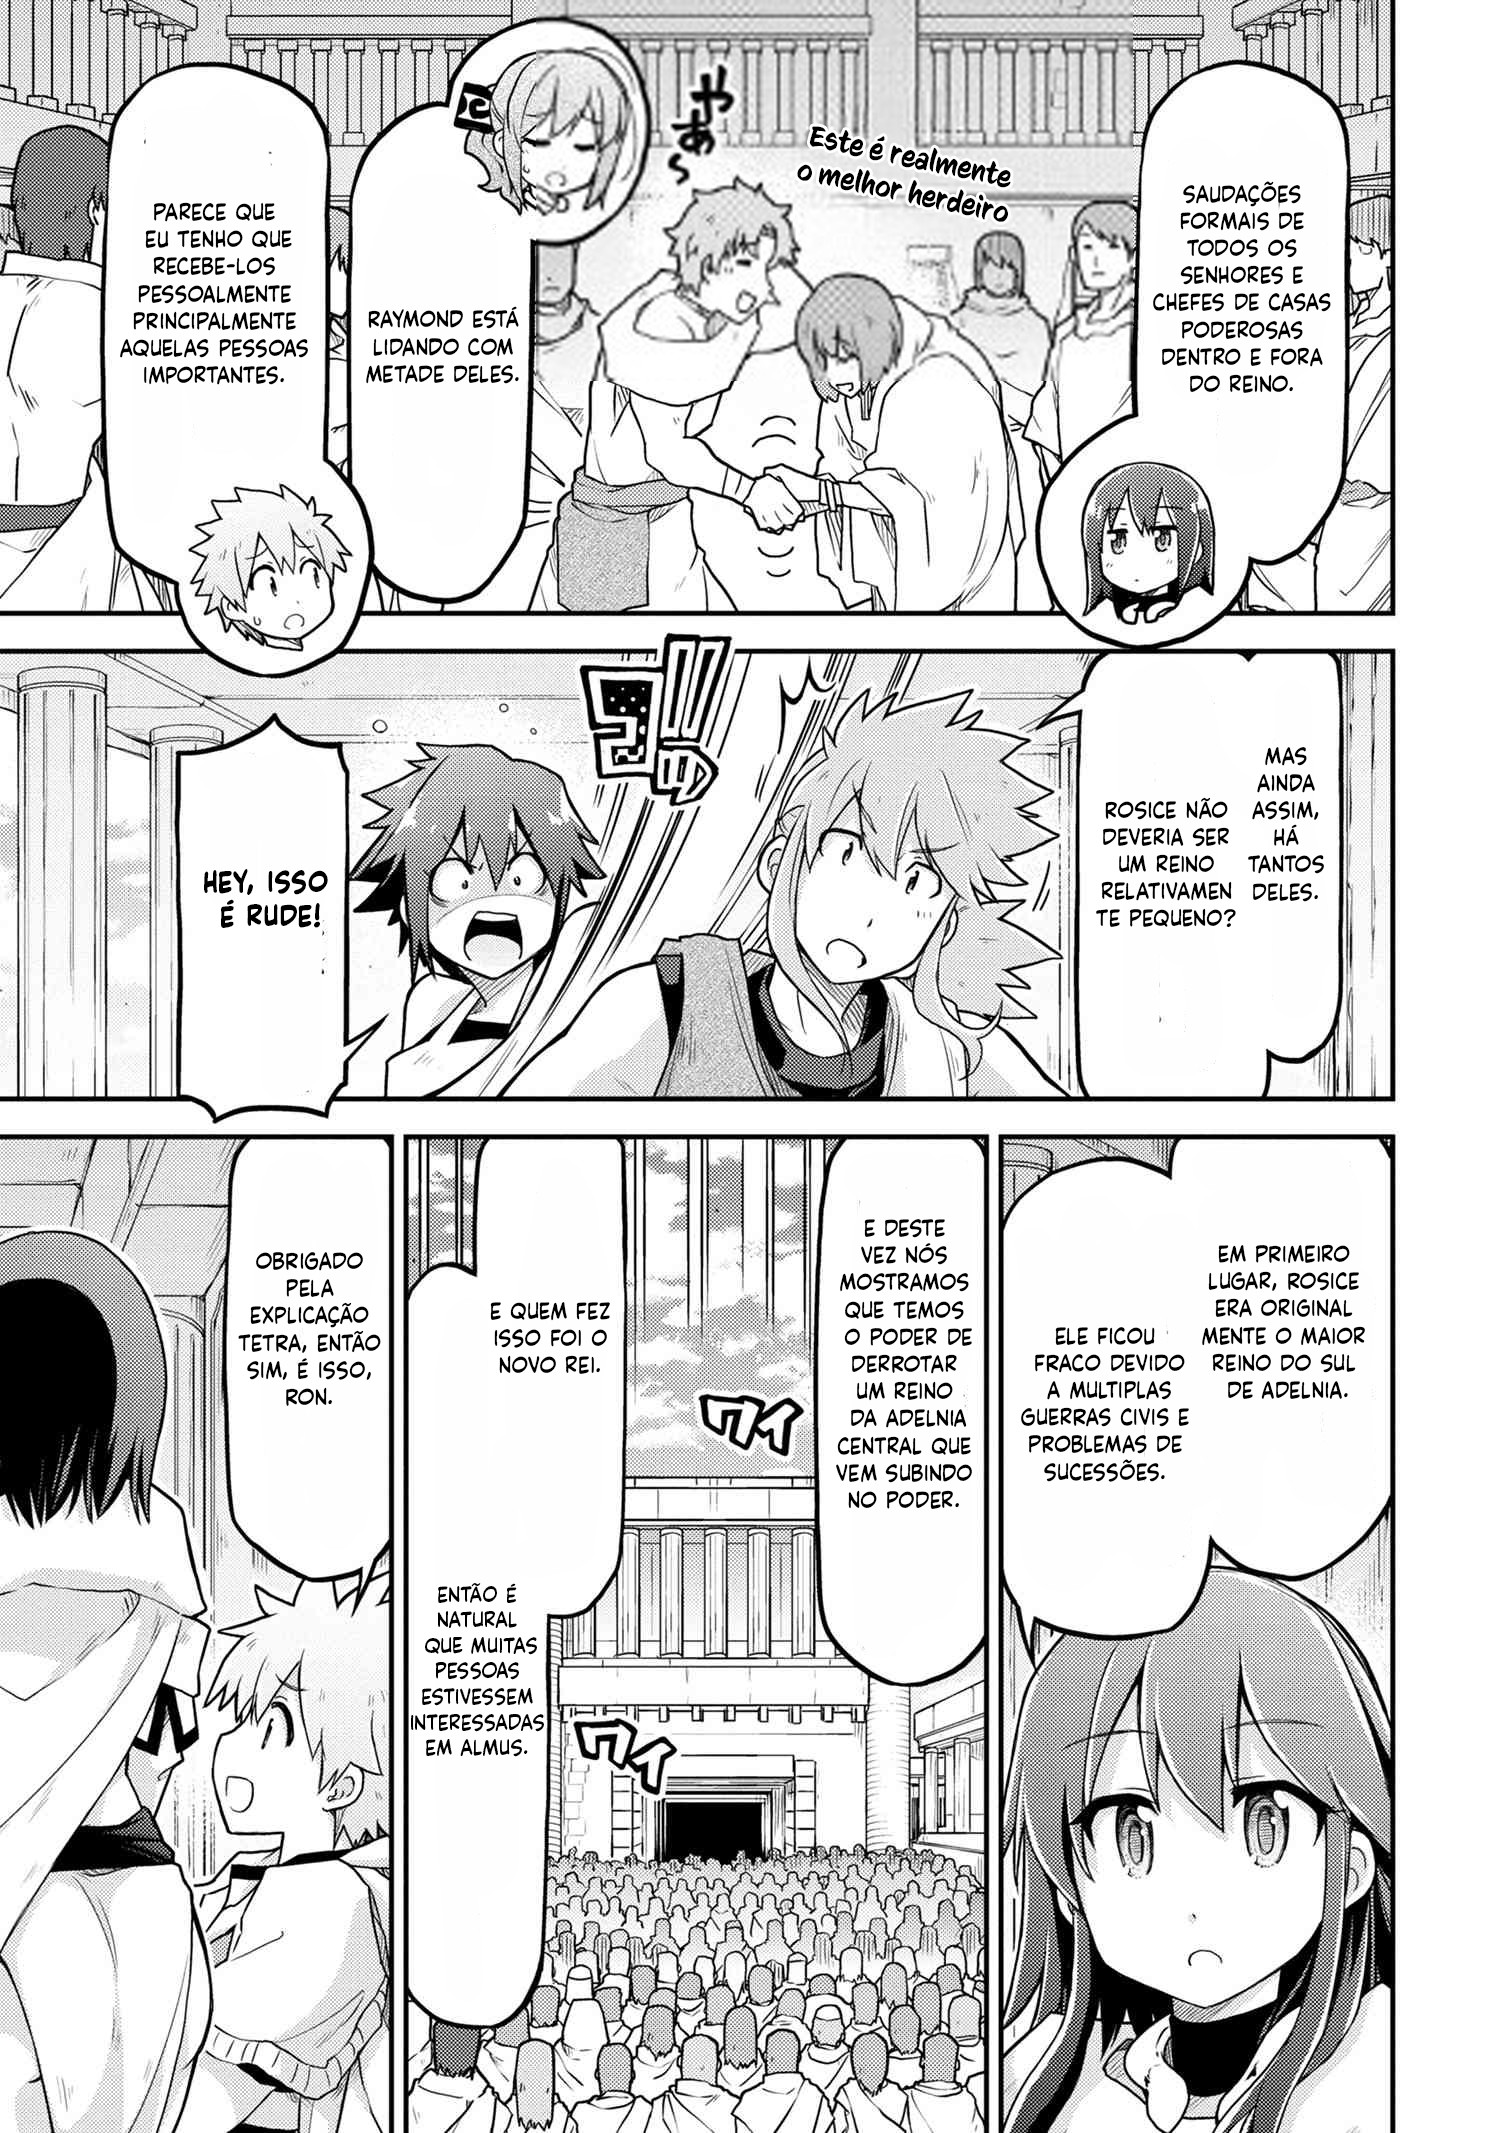 SAUDAÇÕES
FORMAIS DE
TODOS OS
SENHORES E
CHEFES DE CASAS
PODEROSAS
DENTRO E FORA
DO REINO.
Este é realmente
o melhor herdeiro
やあ〜
RAYMOND ESTÁ
LIDANDO COM
METADE DELES.
PARECE QUE
EU TENHO QUE
RECEBE-LOS
PESSOALMENTE
PRINCIPALMENTE
AQUELAS PESSOAS
IMPORTANTES.
MAS
AINDA
ASSIM,
HÁ
TANTOS
DELES.
ROSICE NÃO
DEVERIA SER
UM REINO
RELATIVAMEN
TE PEQUENO?
HEY, ISSO
É RUDE!
EM PRIMEIRO
LUGAR, ROSICE
ERA ORIGINAL
MENTE O MAIOR
REINO DO SUL
DE ADELNIA.
ELE FICOU
FRACO DEVIDO
A MULTIPLAS
GUERRAS CIVIS E
PROBLEMAS DE
SUCESSÕES.
E DESTE
VEZ NÓS
MOSTRAMOS
QUE TEMOS
O PODER DE
DERROTAR
UM REINO
DA ADELNIA
CENTRAL QUE
VEM SUBINDO
NO PODER.
E QUEM FEZ
ISSO FOI O
NOVO REI.
ENTÃO É
NATURAL
QUE MUITAS
PESSOAS
ESTIVESSEM
INTERESSADAS
EM ALMUS.
ワイ
ワイ
OBRIGADO
PELA
EXPLICAÇÃO
TETRA, ENTÃO
SIM, É ISSO,
RON.